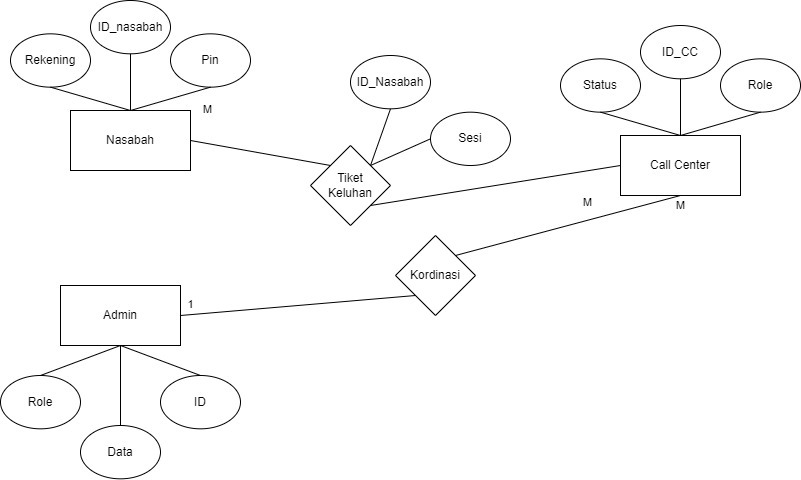 ID_nasabah
Rekening
Pin
M
Nasabah
ID_Nasabah
Sesi
Tiket
Keluhan
ID_CC
Status
Role
Call Center
M
M
Kordinasi
1
Admin
Role
ID
Data